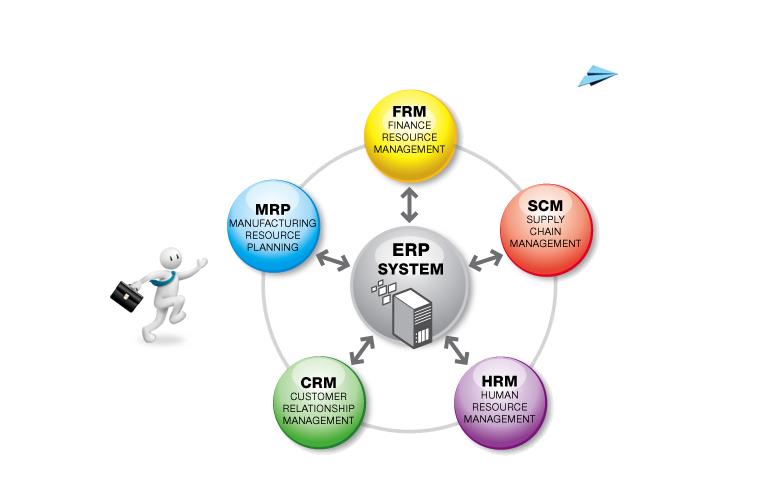 FRM
FINANCE
RESOURCE
MANAGEMENT
MRP
MANUFACTURING
RESOURCE
PLANNING
SCM
SUPPLY
CHAIN
MANAGEMENT
ERP
SYSTEM
CRM
CUSTOMER
RELATIONSHIP
MANAGEMENT
HRM
HUMAN
RESOURCE
MANAGEMENT